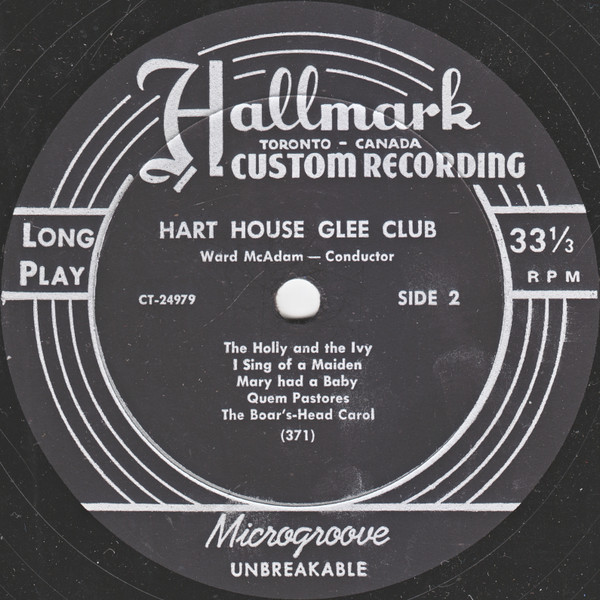 Hallmark
TORONTO - CANADA
CUSTOM RECORDING
LONG PLAY
33⅓ RPM
HART HOUSE GLEE CLUB
Ward McAdam — Conductor
CT-24979
SIDE 2
The Holly and the Ivy
I Sing of a Maiden
Mary had a Baby
Quem Pastores
The Boar's-Head Carol
(371)
Microgroove
UNBREAKABLE